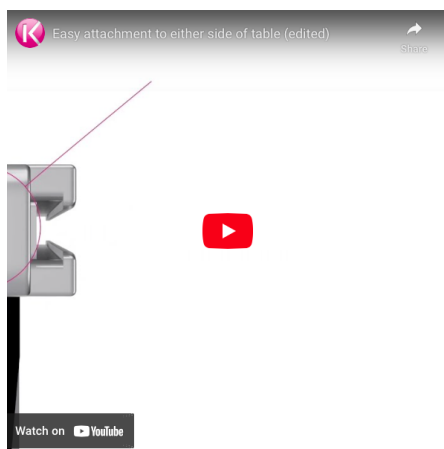 K
Easy attachment to either side of table (edited)
Share
Watch on YouTube